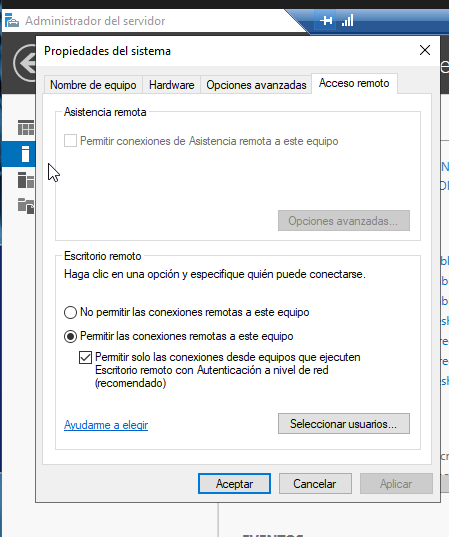 Administrador del servidor
Propiedades del sistema
Nombre de equipo
Hardware
Opciones avanzadas
Acceso remoto
Asistencia remota
Permitir conexiones de Asistencia remota a este equipo
Opciones avanzadas...
Escritorio remoto
Haga clic en una opción y especifique quién puede conectarse.
No permitir las conexiones remotas a este equipo
Permitir las conexiones remotas a este equipo
Permitir solo las conexiones desde equipos que ejecuten
Escritorio remoto con Autenticación a nivel de red
(recomendado)
Ayudarme a elegir
Seleccionar usuarios...
Aceptar
Cancelar
Aplicar